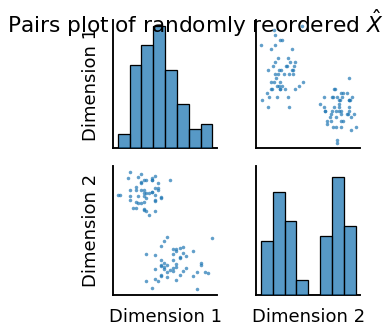 Pairs plot of randomly reordered X̂
Dimension 1
Dimension 2
Dimension 1
Dimension 2